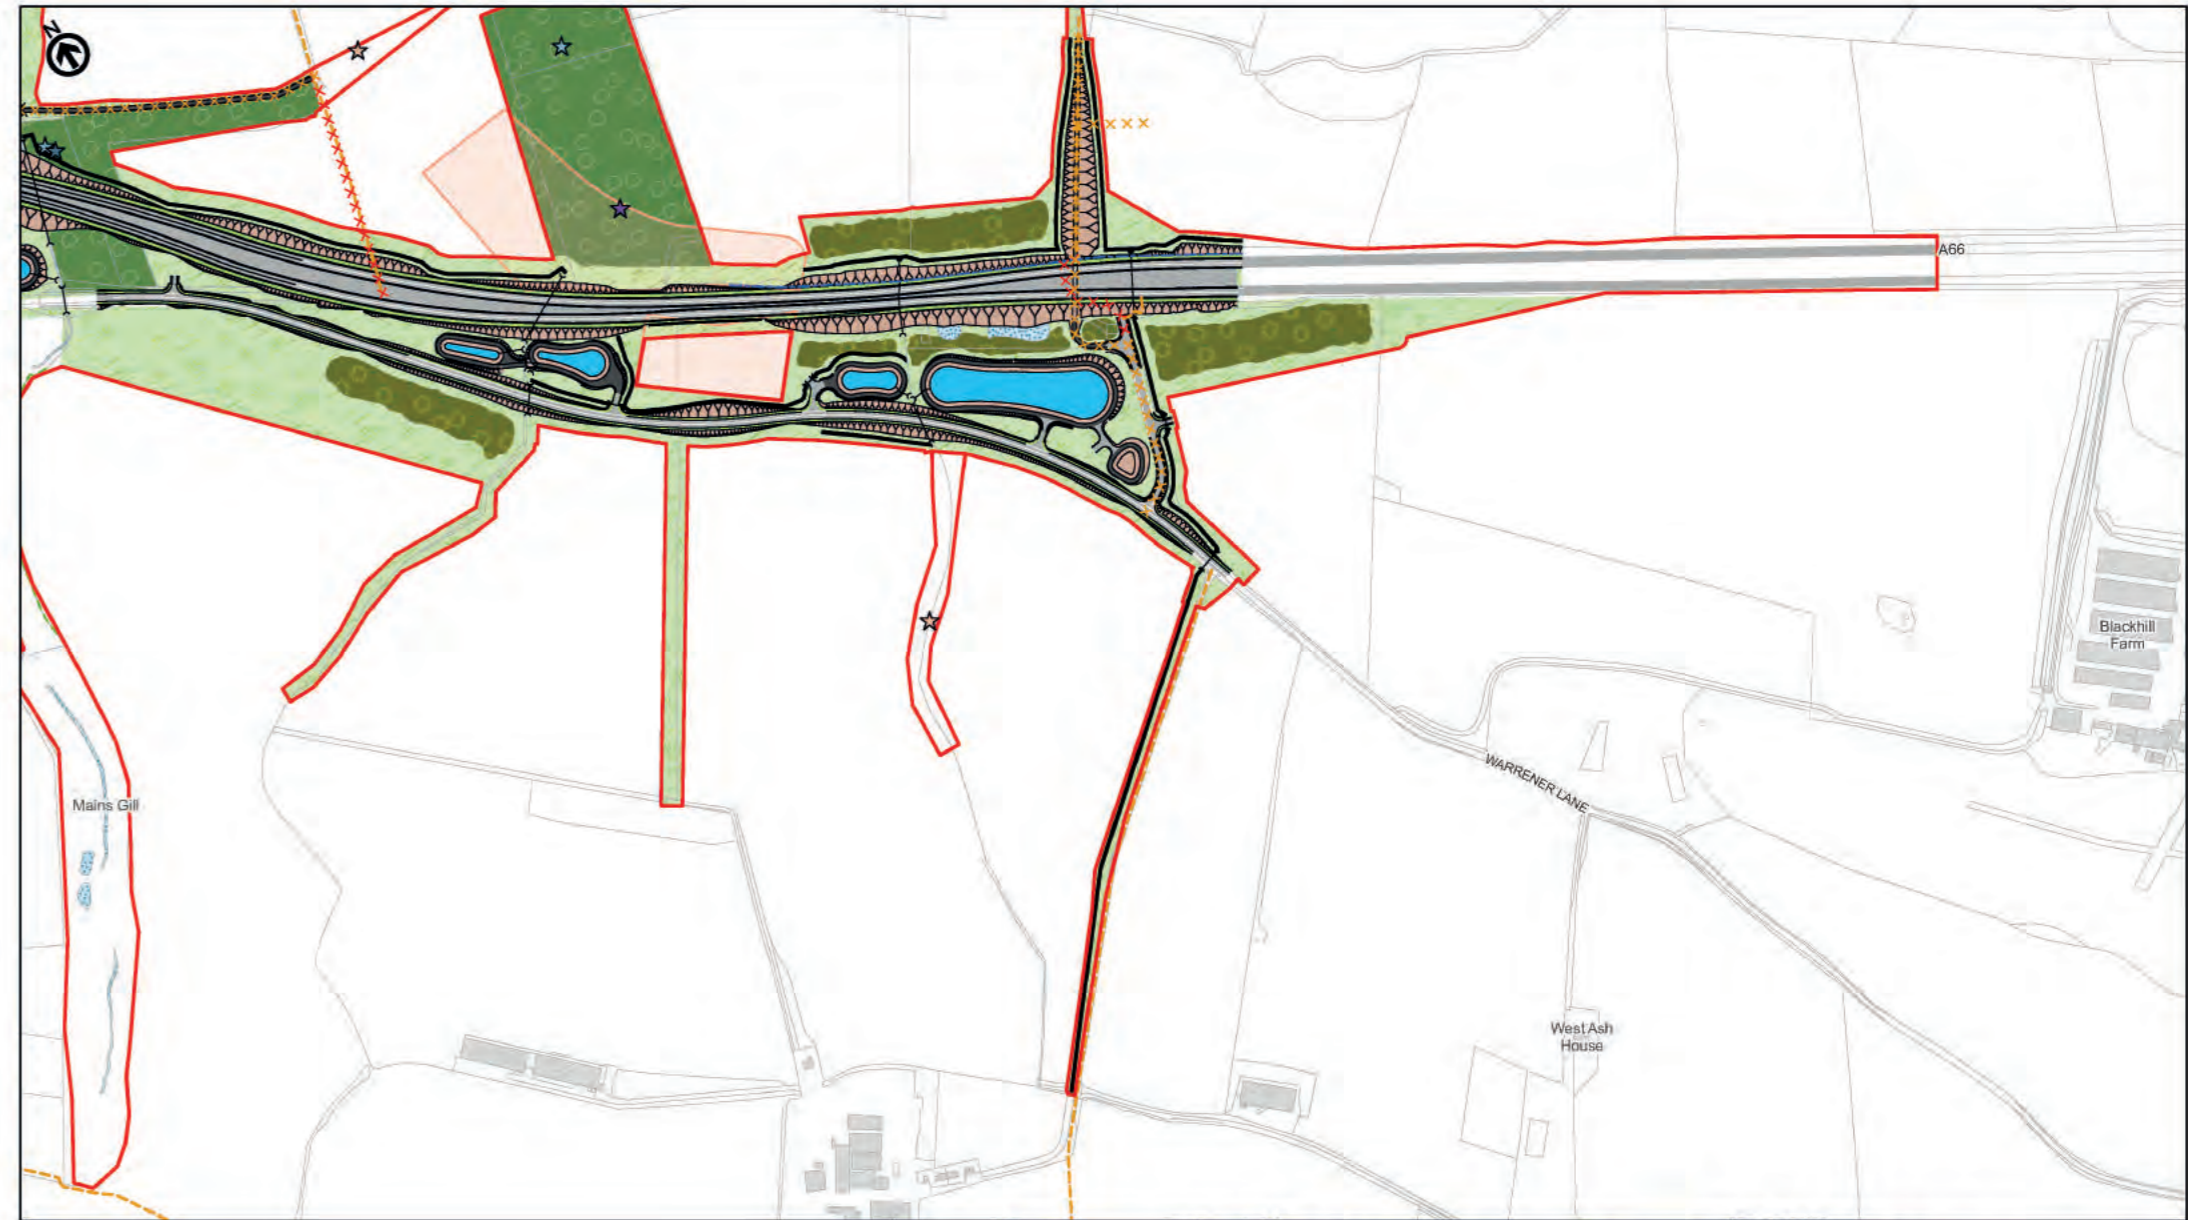 N
A66
Blackhill
Farm
WARRENER LANE
Mains Gill
West Ash
House